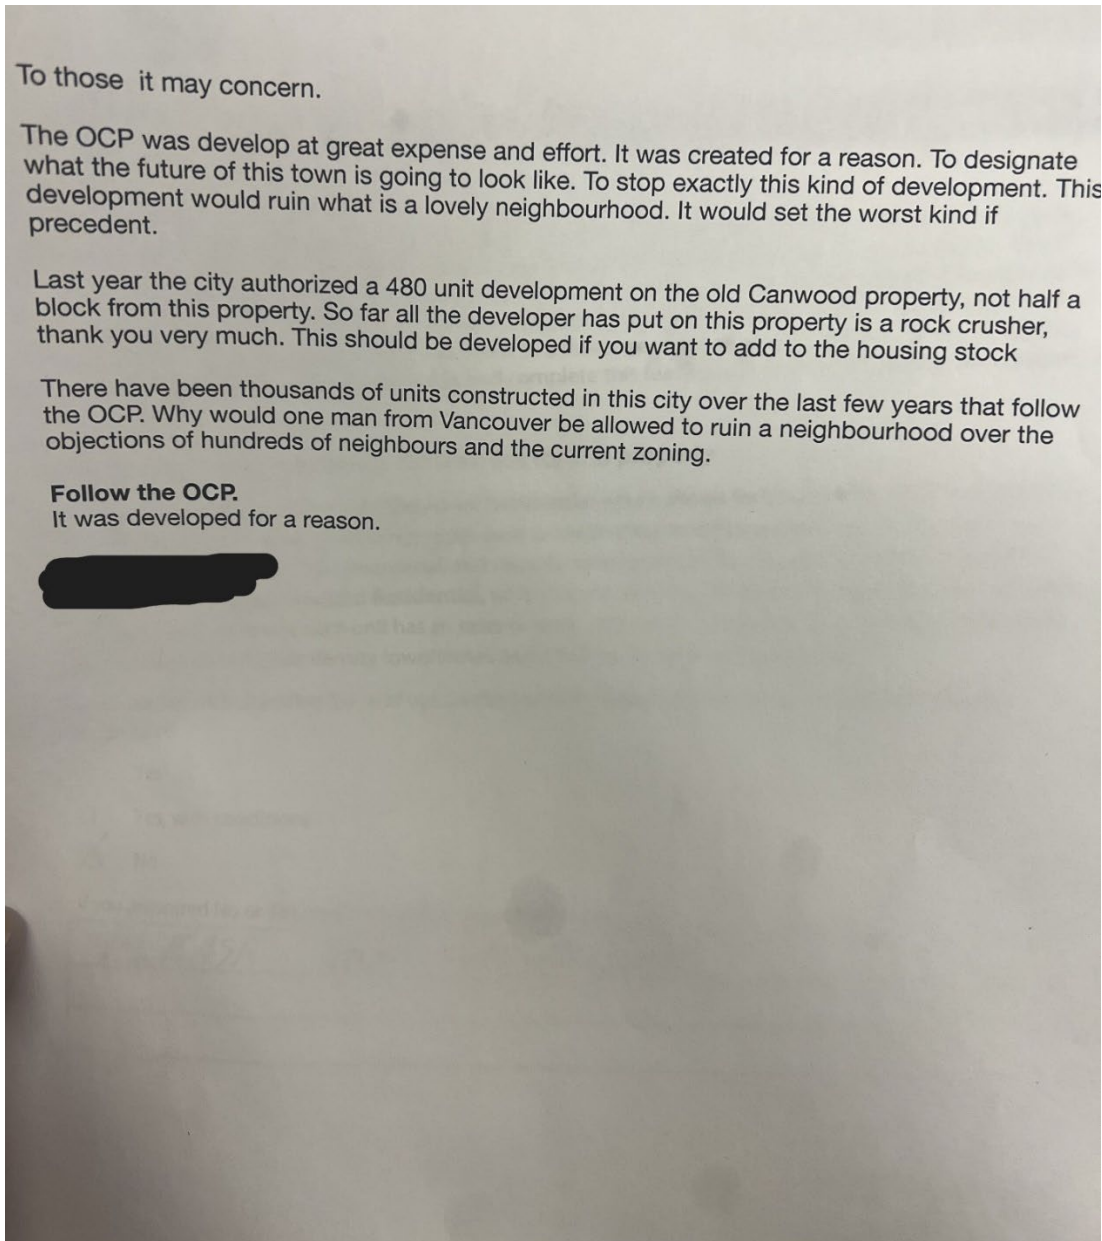 To those it may concern.
The OCP was develop at great expense and effort. It was created for a reason. To designate
what the future of this town is going to look like. To stop exactly this kind of development. This
development would ruin what is a lovely neighbourhood. It would set the worst kind if
precedent.
Last year the city authorized a 480 unit development on the old Canwood property, not half a
block from this property. So far all the developer has put on this property is a rock crusher,
thank you very much. This should be developed if you want to add to the housing stock
There have been thousands of units constructed in this city over the last few years that follow
the OCP. Why would one man from Vancouver be allowed to ruin a neighbourhood over the
objections of hundreds of neighbours and the current zoning.
Follow the OCP.
It was developed for a reason.